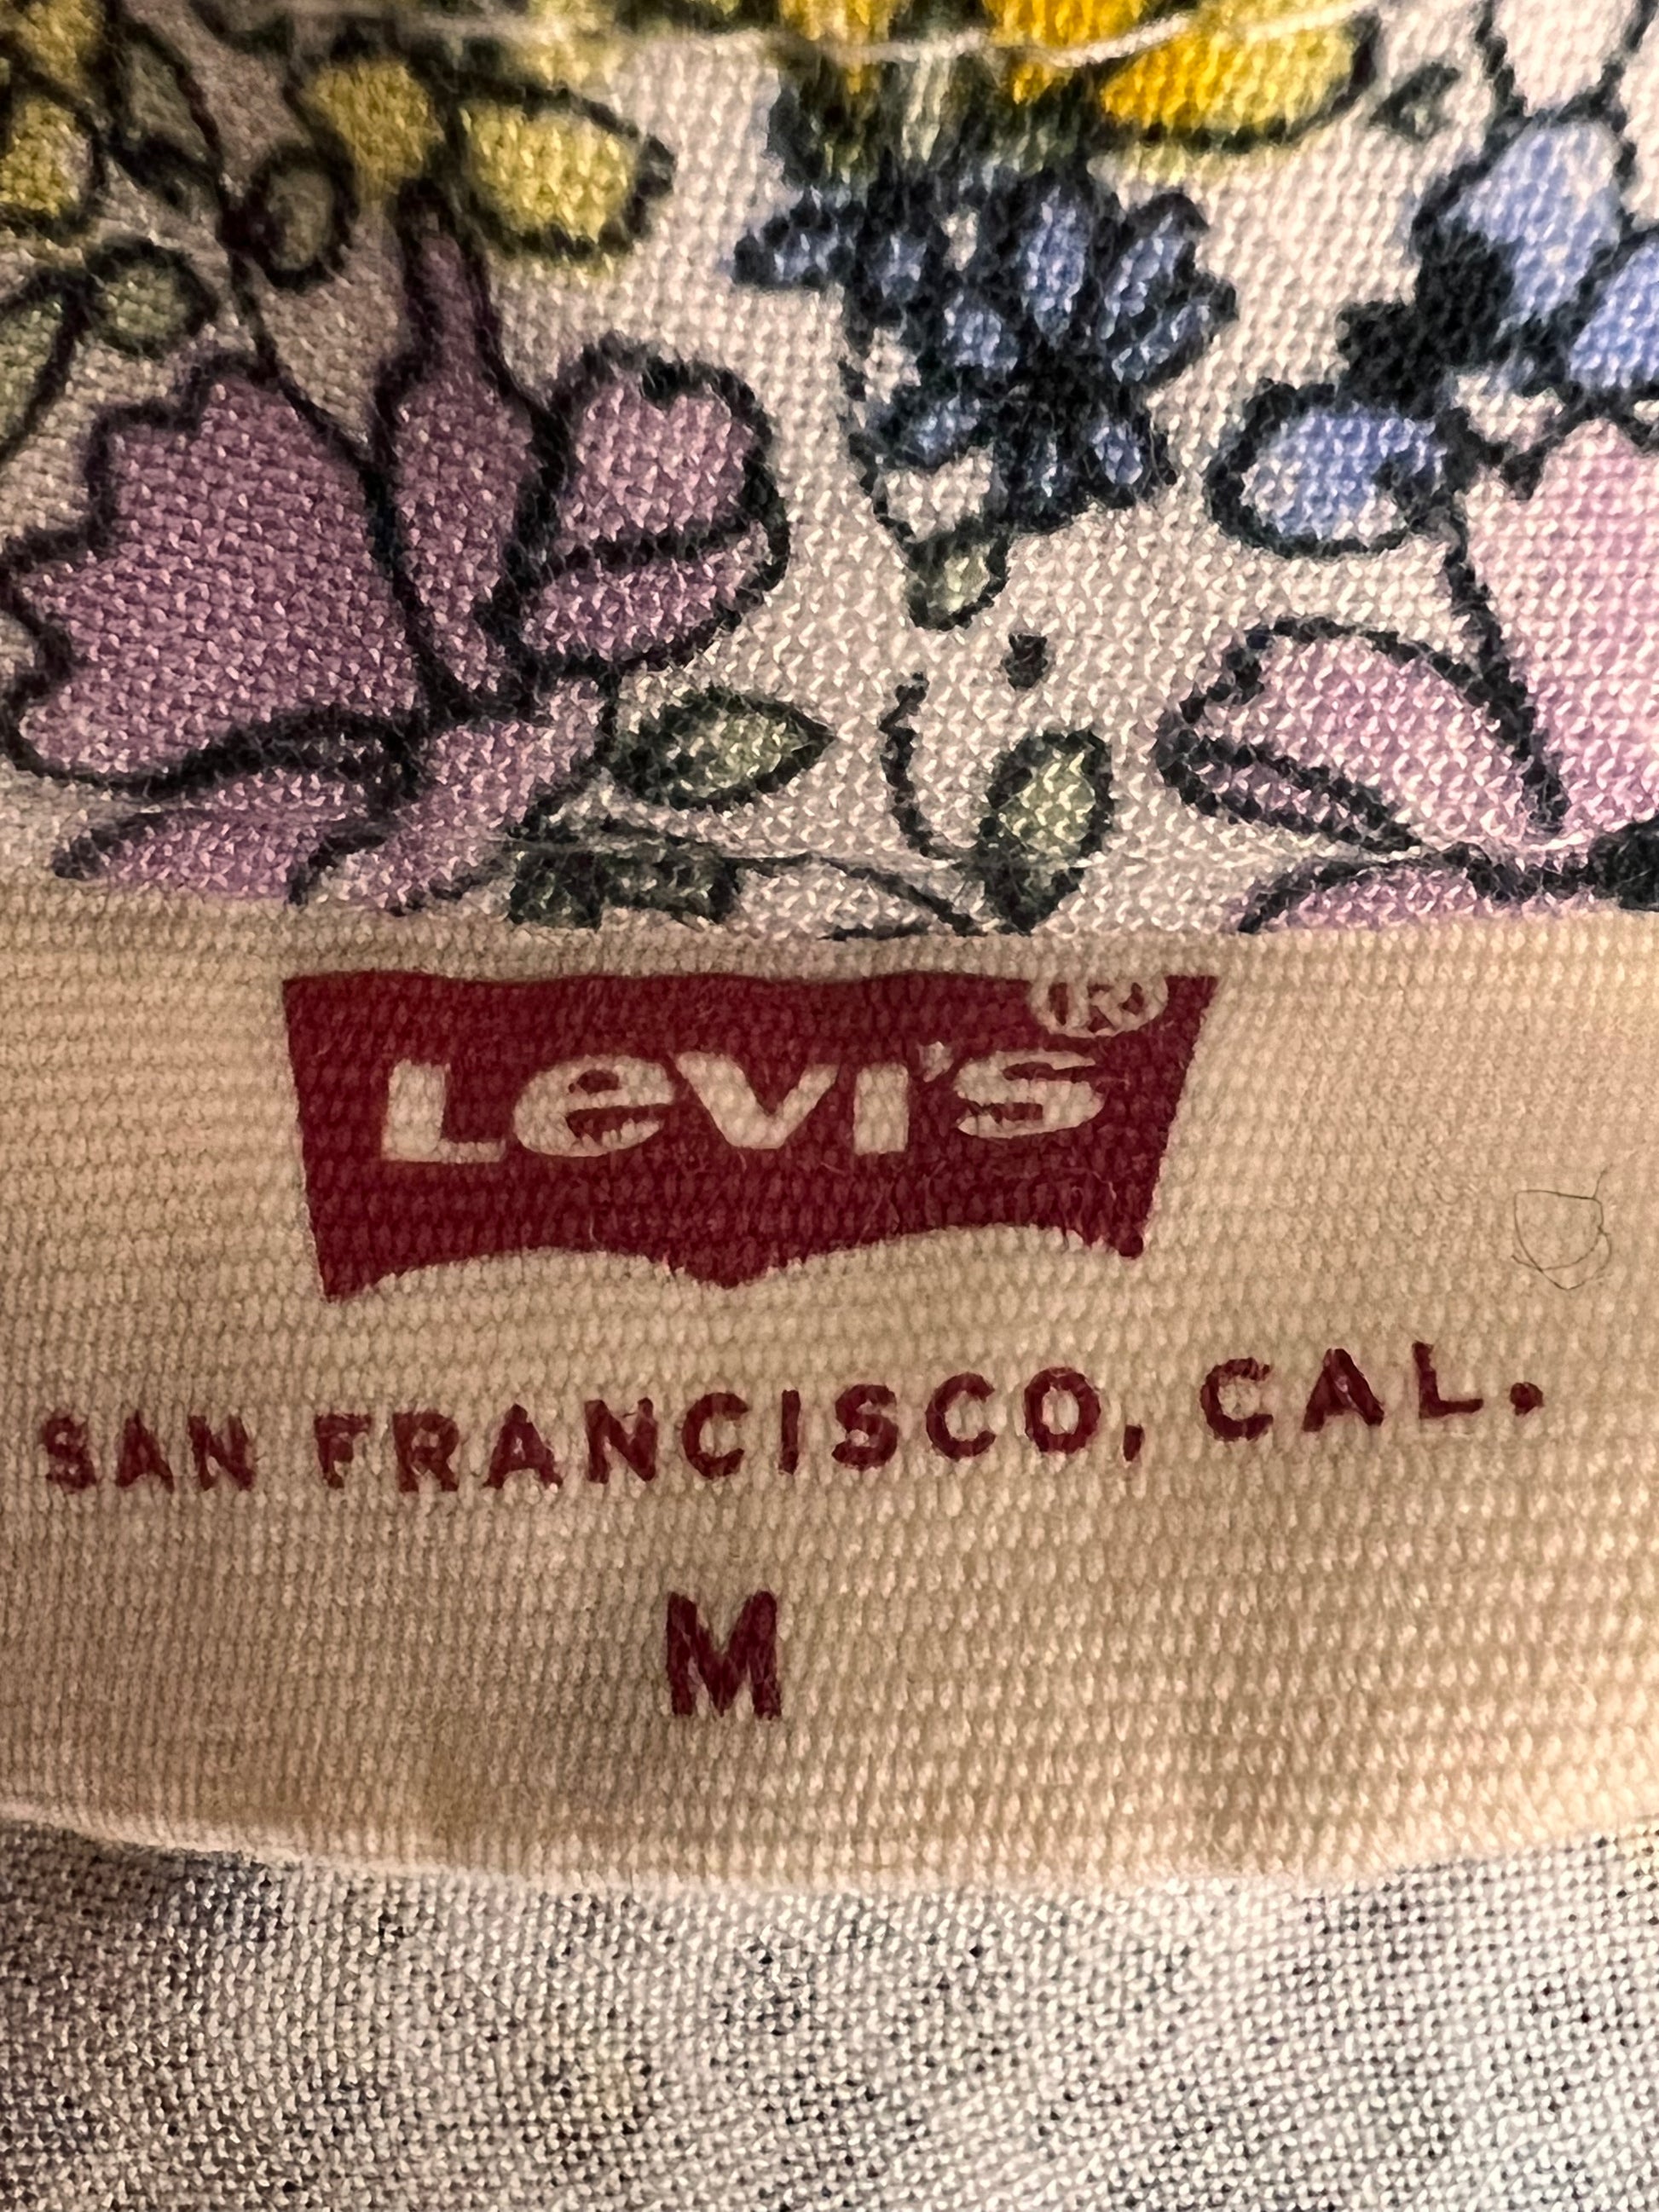 Levi's®
SAN FRANCISCO, CAL.
M